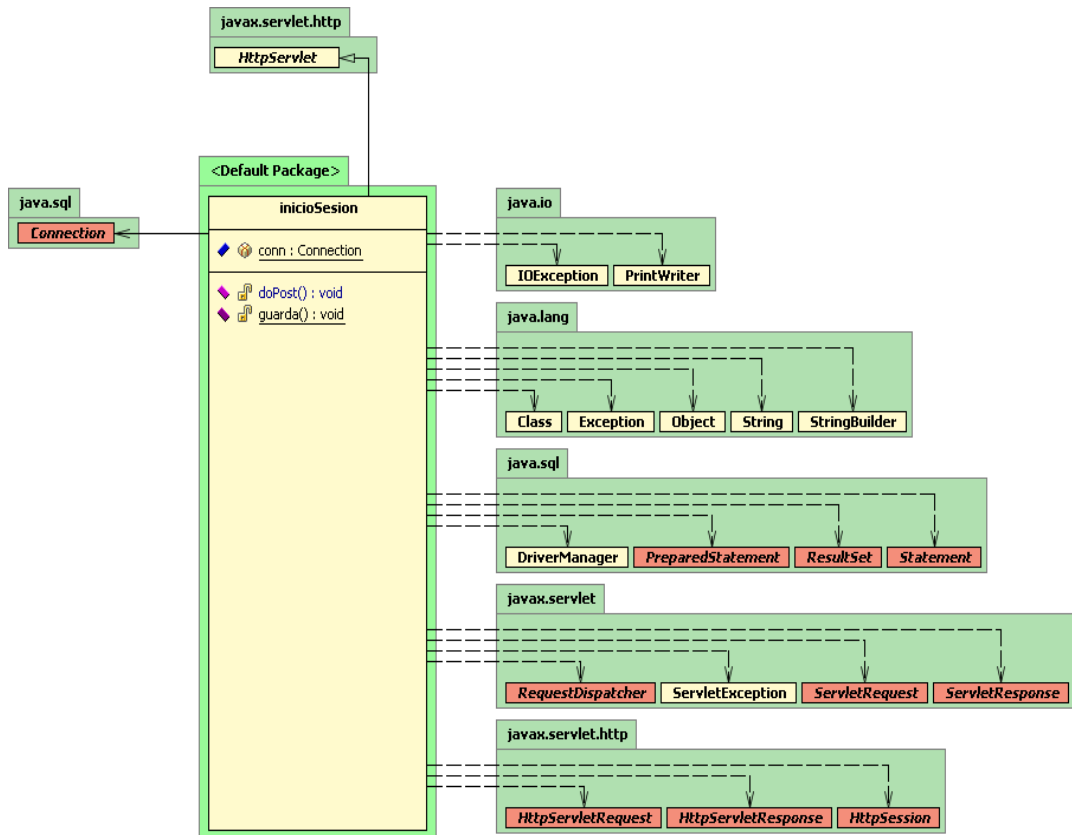 javax.servlet.http
HttpServlet
<Default Package>
java.sql
Connection
inicioSesion
conn : Connection
doPost() : void
guarda() : void
java.io
IOException
PrintWriter
java.lang
Class
Exception
Object
String
StringBuilder
java.sql
DriverManager
PreparedStatement
ResultSet
Statement
javax.servlet
RequestDispatcher
ServletException
ServletRequest
ServletResponse
javax.servlet.http
HttpServletRequest
HttpServletResponse
HttpSession